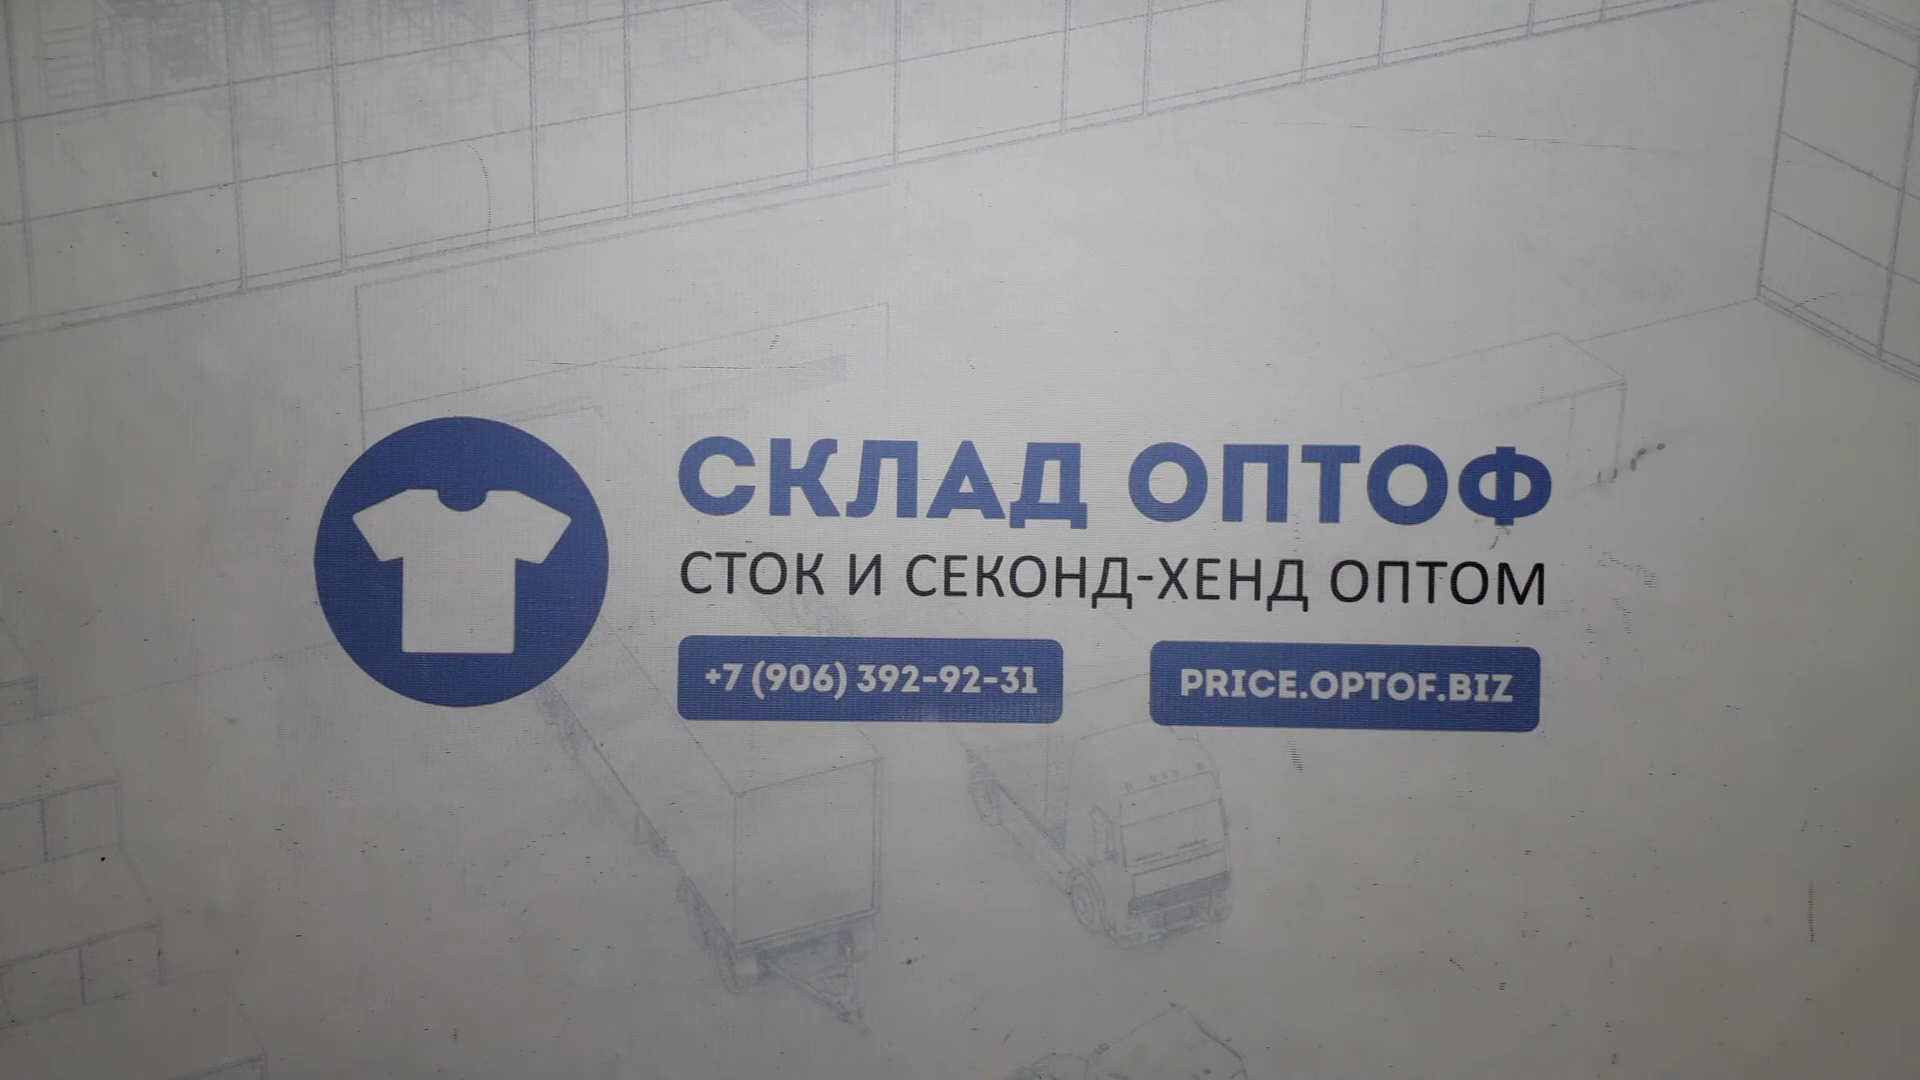 СКЛАД ОПТОФ
СТОК И СЕКОНД-ХЕНД ОПТОМ
+7 (906) 392-92-31
PRICE.OPTOF.BIZ